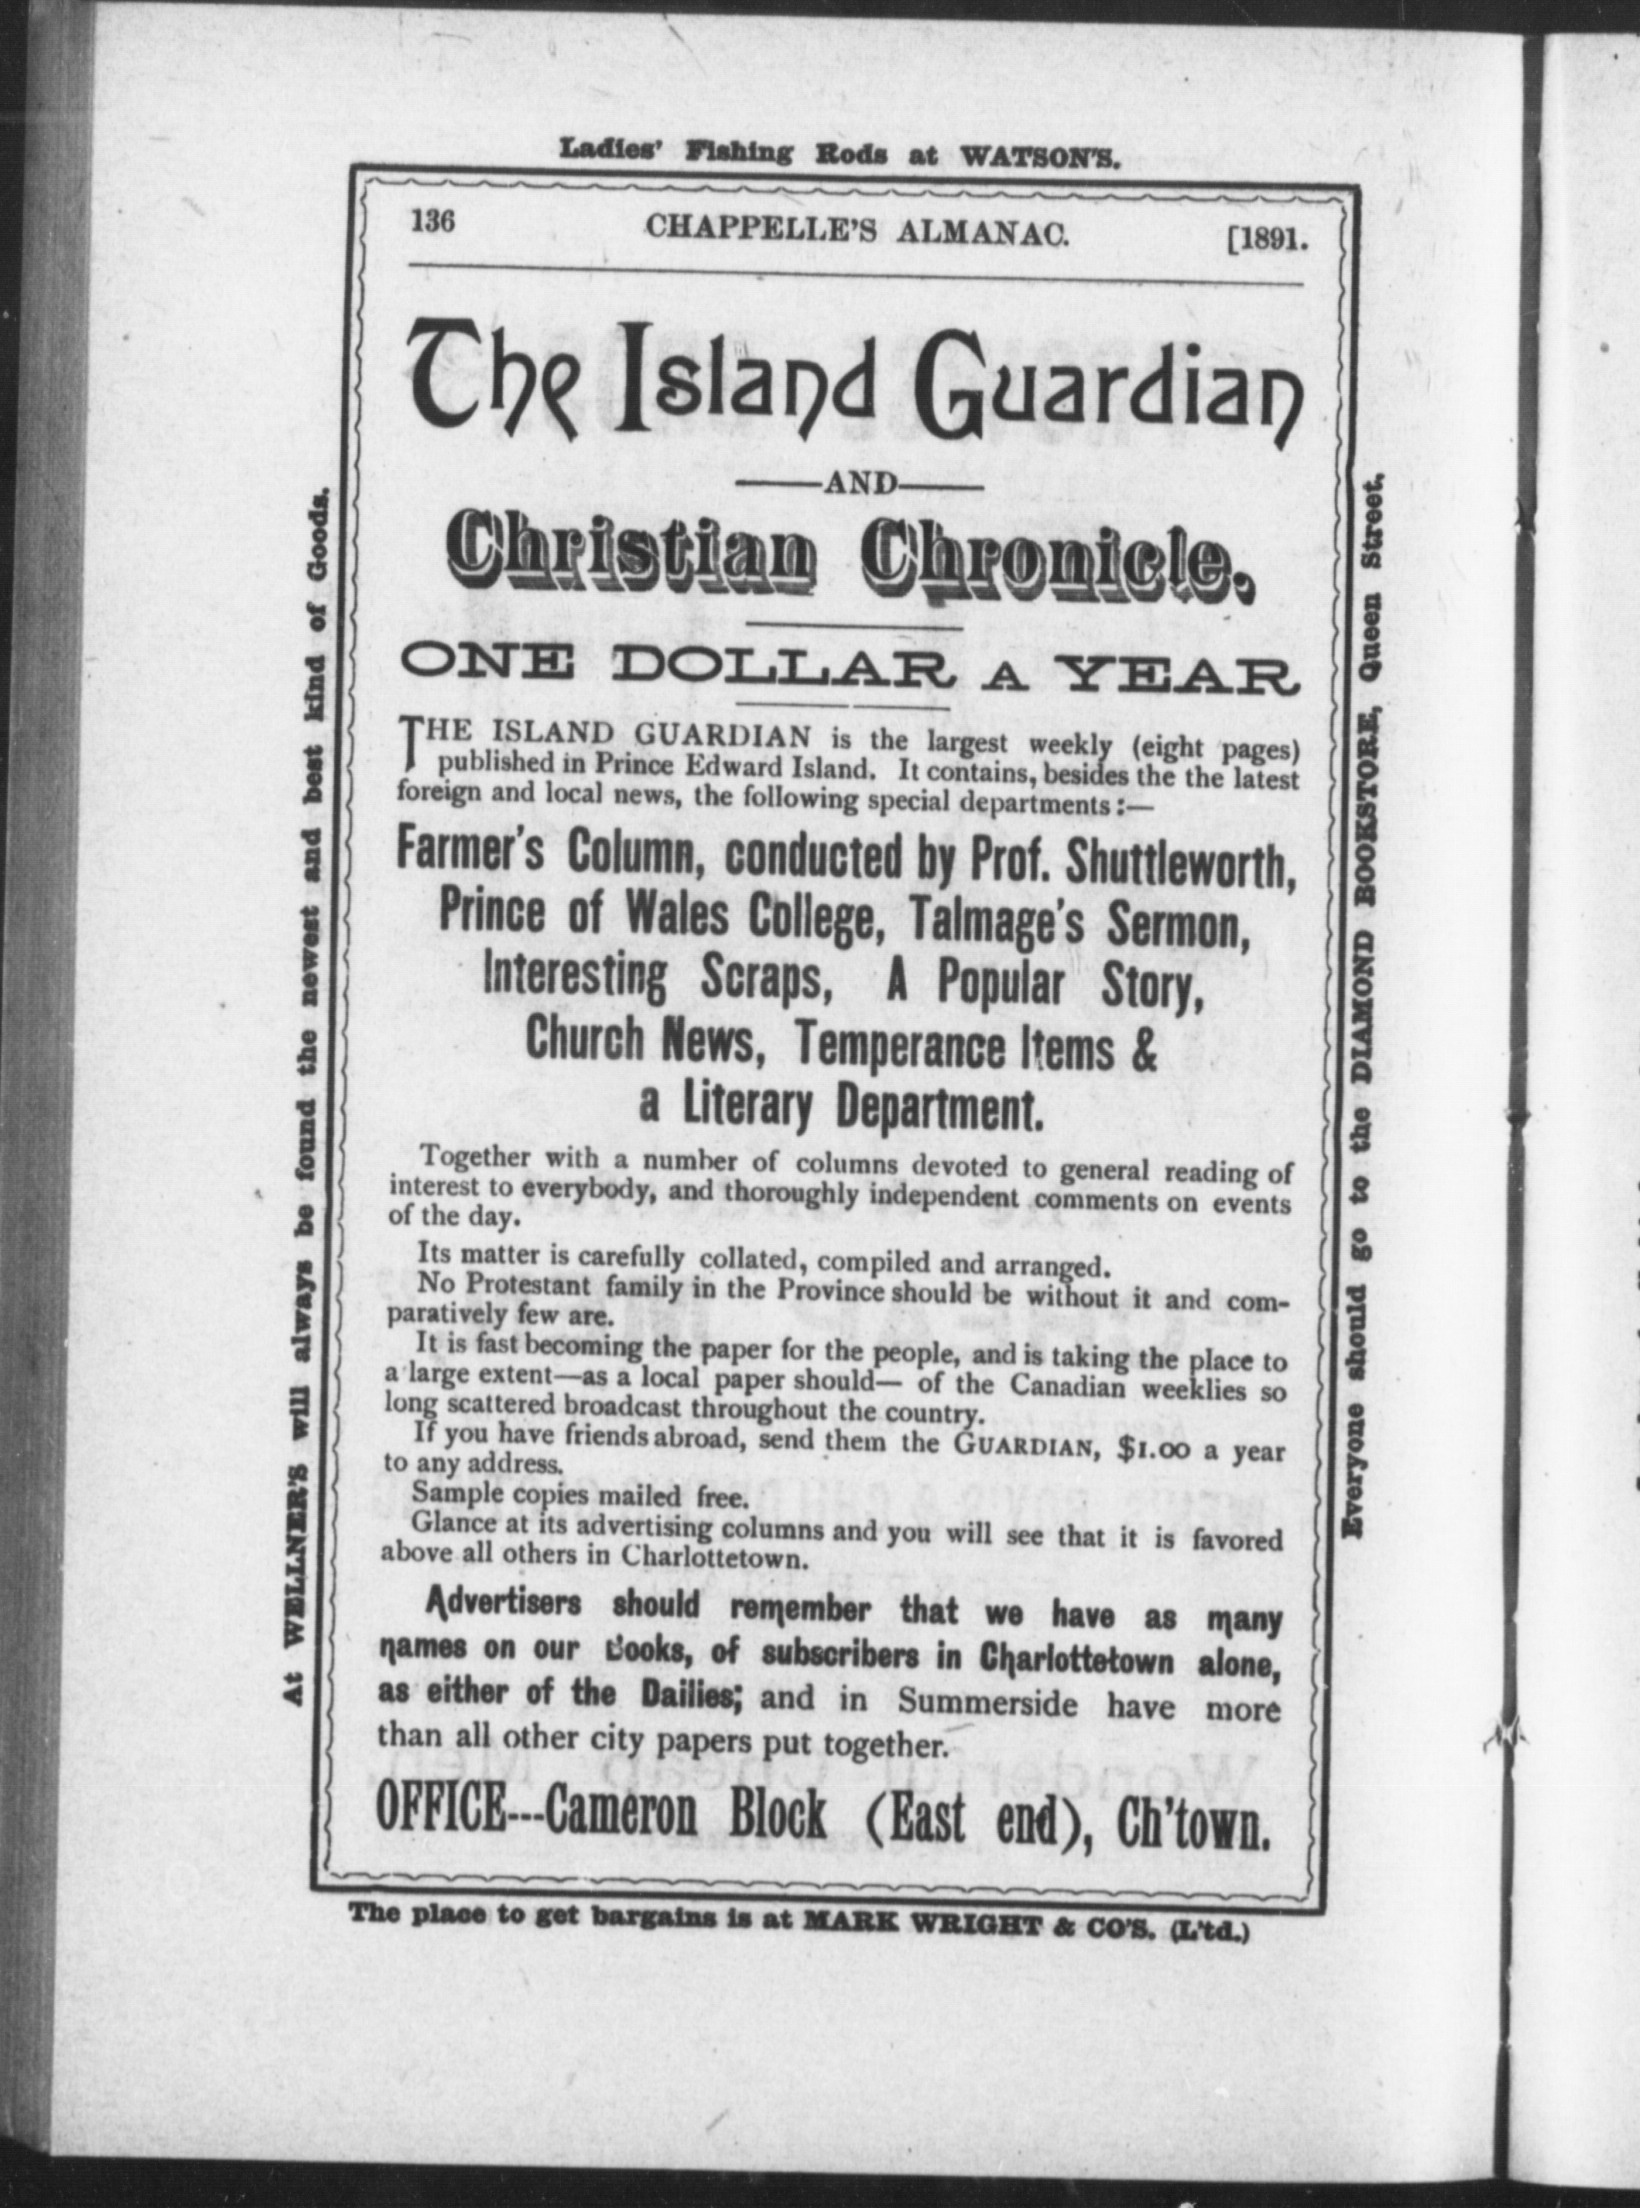 Ladies' Fishing Rods at WATSON'S.
136 CHAPPELLE'S ALMANAC. [1891.
The Island Guardian
AND
Christian Chronicle,
ONE DOLLAR A YEAR
THE ISLAND GUARDIAN is the largest weekly (eight pages)
published in Prince Edward Island. It contains, besides the the latest
foreign and local news, the following special departments:—
Farmer's Column, conducted by Prof. Shuttleworth,
Prince of Wales College, Talmage's Sermon,
Interesting Scraps, A Popular Story,
Church News, Temperance Items &
a Literary Department.
Together with a number of columns devoted to general reading of
interest to everybody, and thoroughly independent comments on events
of the day.
Its matter is carefully collated, compiled and arranged.
No Protestant family in the Province should be without it and com-
paratively few are.
It is fast becoming the paper for the people, and is taking the place to
a large extent—as a local paper should— of the Canadian weeklies so
long scattered broadcast throughout the country.
If you have friends abroad, send them the GUARDIAN, $1.00 a year
to any address.
Sample copies mailed free.
Glance at its advertising columns and you will see that it is favored
above all others in Charlottetown.
Advertisers should remember that we have as many
names on our books, of subscribers in Charlottetown alone,
as either of the Dailies; and in Summerside have more
than all other city papers put together.
OFFICE---Cameron Block (East end), Ch'town.
The place to get bargains is at MARK WRIGHT & CO'S. (L'td.)
At WELLNER'S will always be found the newest and best kind of Goods.
Everyone should go to the DIAMOND BOOKSTORE, Queen Street.